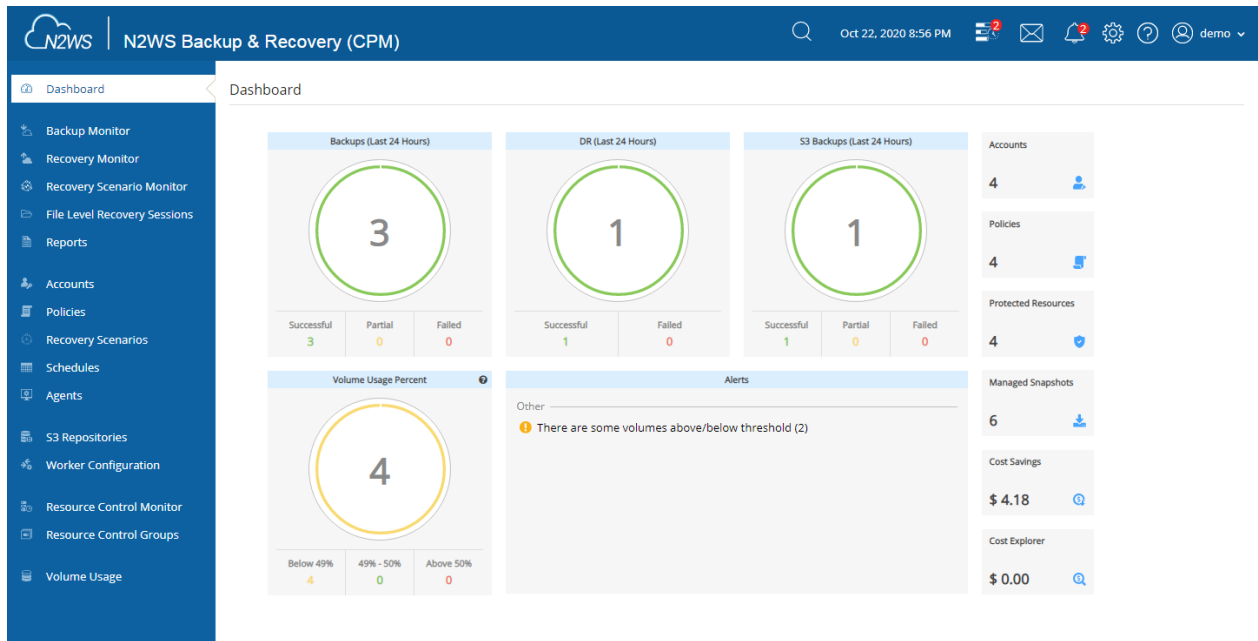 N2WS N2WS Backup & Recovery (CPM) Oct 22, 2020 8:56 PM 2 2 demo
Dashboard
Backup Monitor
Recovery Monitor
Recovery Scenario Monitor
File Level Recovery Sessions
Reports
Accounts
Policies
Recovery Scenarios
Schedules
Agents
S3 Repositories
Worker Configuration
Resource Control Monitor
Resource Control Groups
Volume Usage
Dashboard
Backups (Last 24 Hours)
3
Successful Partial Failed
3 0 0
DR (Last 24 Hours)
1
Successful Failed
1 0
S3 Backups (Last 24 Hours)
1
Successful Partial Failed
1 0 0
Volume Usage Percent
4
Below 49% 49% - 50% Above 50%
4 0 0
Alerts
Other
There are some volumes above/below threshold (2)
Accounts
4
Policies
4
Protected Resources
4
Managed Snapshots
6
Cost Savings
$ 4.18
Cost Explorer
$ 0.00